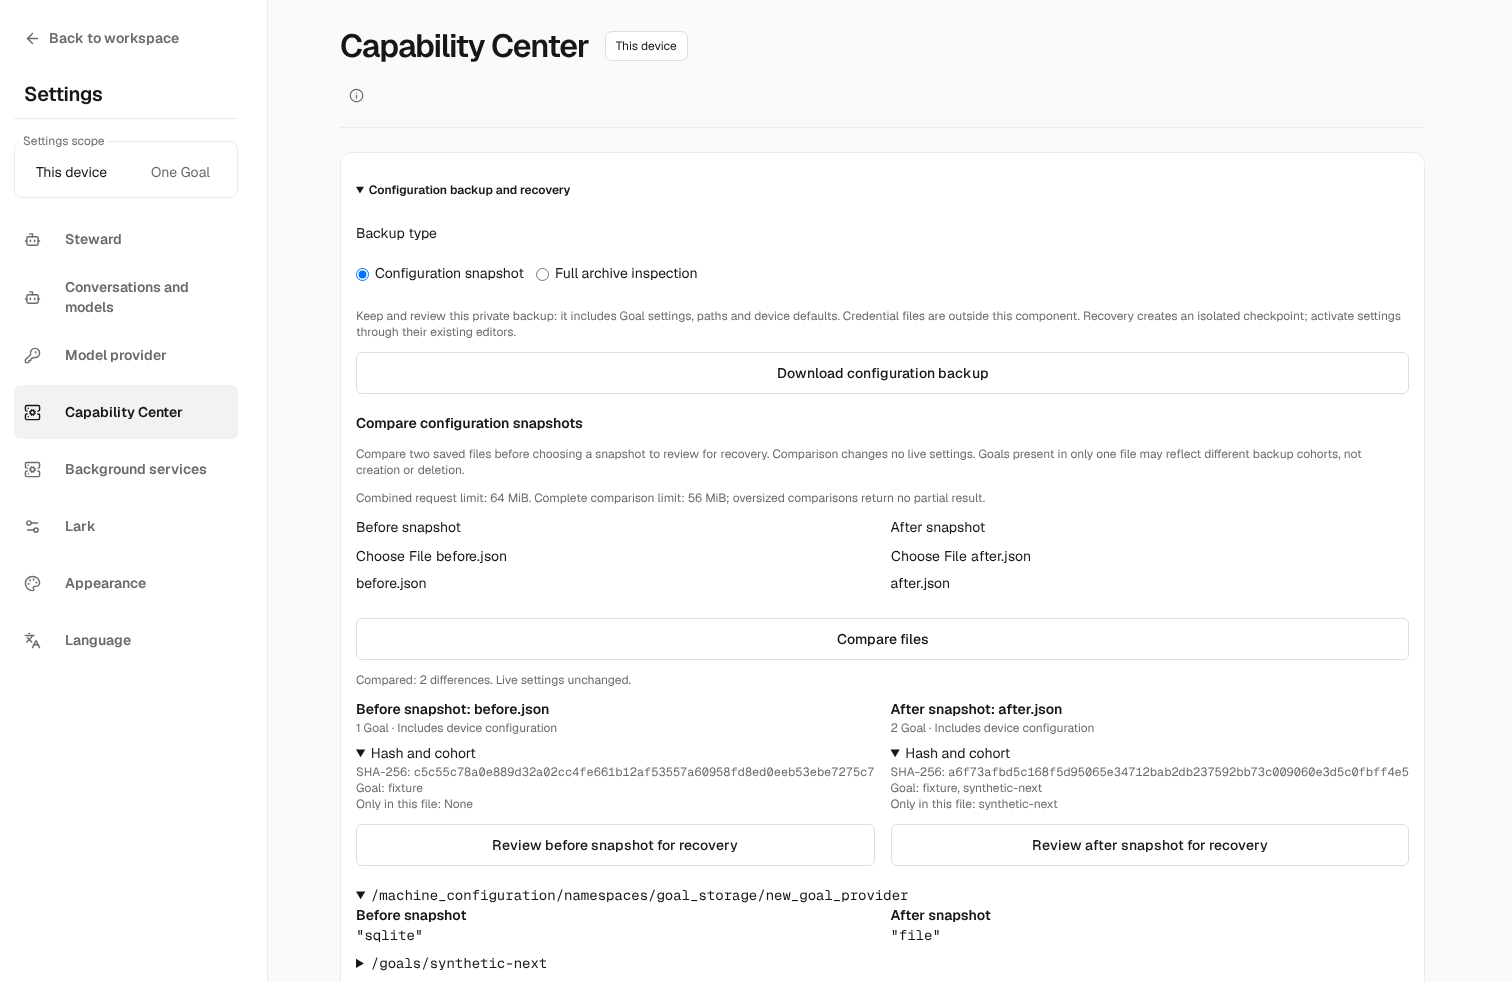 Back to workspace
Settings
Settings scope
This device
One Goal
Steward
Conversations and
models
Model provider
Capability Center
Background services
Lark
Appearance
Language
Capability Center
This device
Configuration backup and recovery
Backup type
Configuration snapshot
Full archive inspection
Keep and review this private backup: it includes Goal settings, paths and device defaults. Credential files are outside this component. Recovery creates an isolated checkpoint; activate settings
through their existing editors.
Download configuration backup
Compare configuration snapshots
Compare two saved files before choosing a snapshot to review for recovery. Comparison changes no live settings. Goals present in only one file may reflect different backup cohorts, not
creation or deletion.
Combined request limit: 64 MiB. Complete comparison limit: 56 MiB; oversized comparisons return no partial result.
Before snapshot
After snapshot
Choose File before.json
Choose File after.json
before.json
after.json
Compare files
Compared: 2 differences. Live settings unchanged.
Before snapshot: before.json
1 Goal · Includes device configuration
Hash and cohort
SHA-256: c5c55c78a0e889d32a02cc4fe661b12af53557a60958fd8ed0eeb53ebe7275c7
Goal: fixture
Only in this file: None
Review before snapshot for recovery
After snapshot: after.json
2 Goal · Includes device configuration
Hash and cohort
SHA-256: a6f73afbd5c168f5d95065e34712bab2db237592bb73c009060e3d5c0fbff4e5
Goal: fixture, synthetic-next
Only in this file: synthetic-next
Review after snapshot for recovery
/machine_configuration/namespaces/goal_storage/new_goal_provider
Before snapshot
After snapshot
"sqlite"
"file"
/goals/synthetic-next